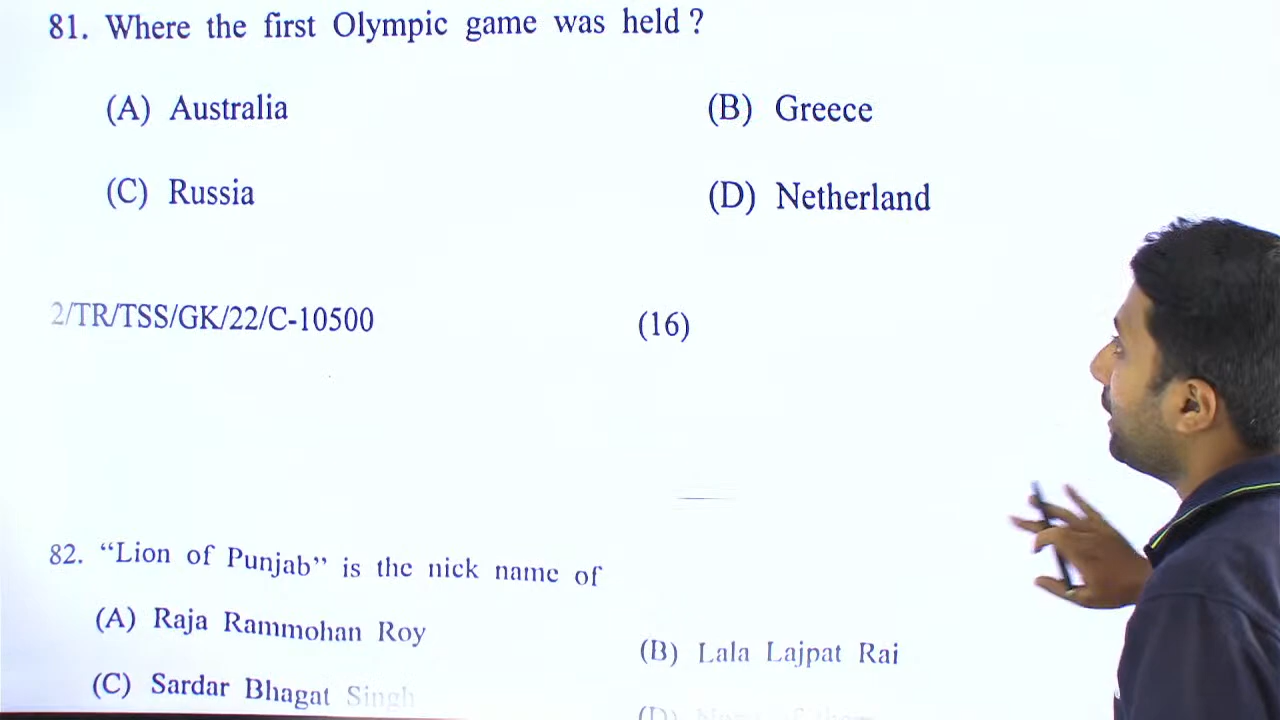 81. Where the first Olympic game was held ?
(A) Australia (B) Greece
(C) Russia (D) Netherland
2/TR/TSS/GK/22/C-10500 (16)
82. “Lion of Punjab” is the nick name of
(A) Raja Rammohan Roy (B) Lala Lajpat Rai
(C) Sardar Bhagat Singh (D)